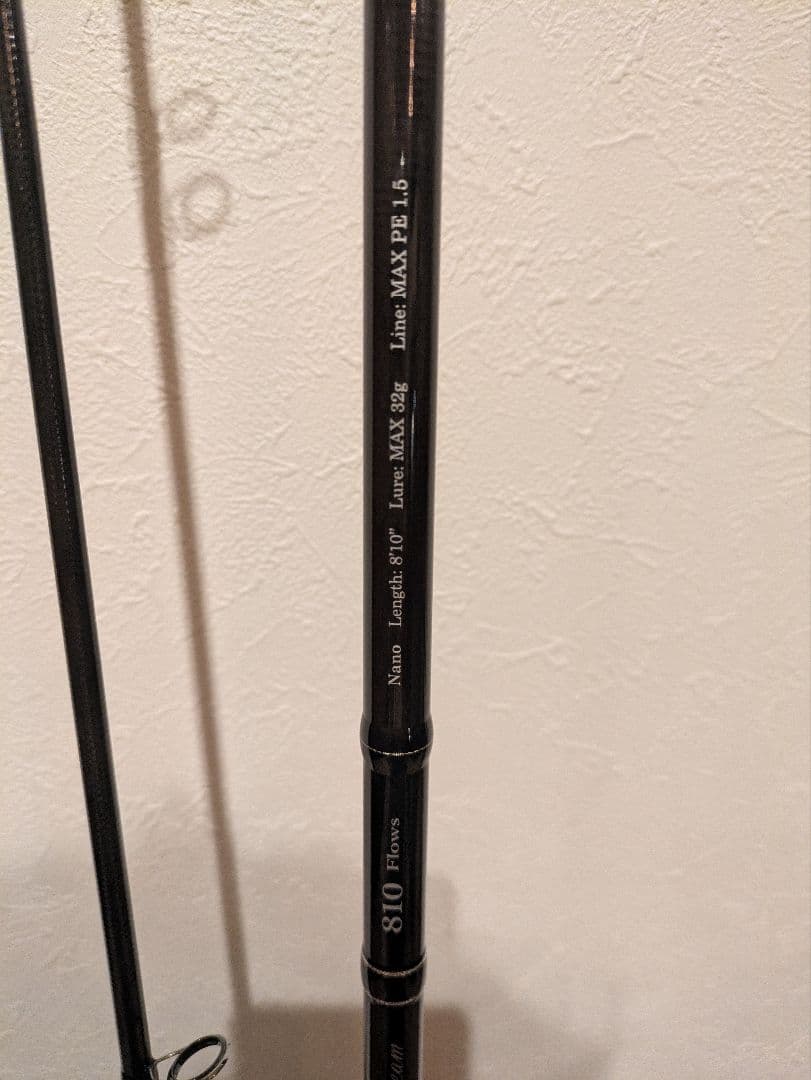 810 Flows
Nano Length: 8'10" Lure: MAX 32g Line: MAX PE 1.5